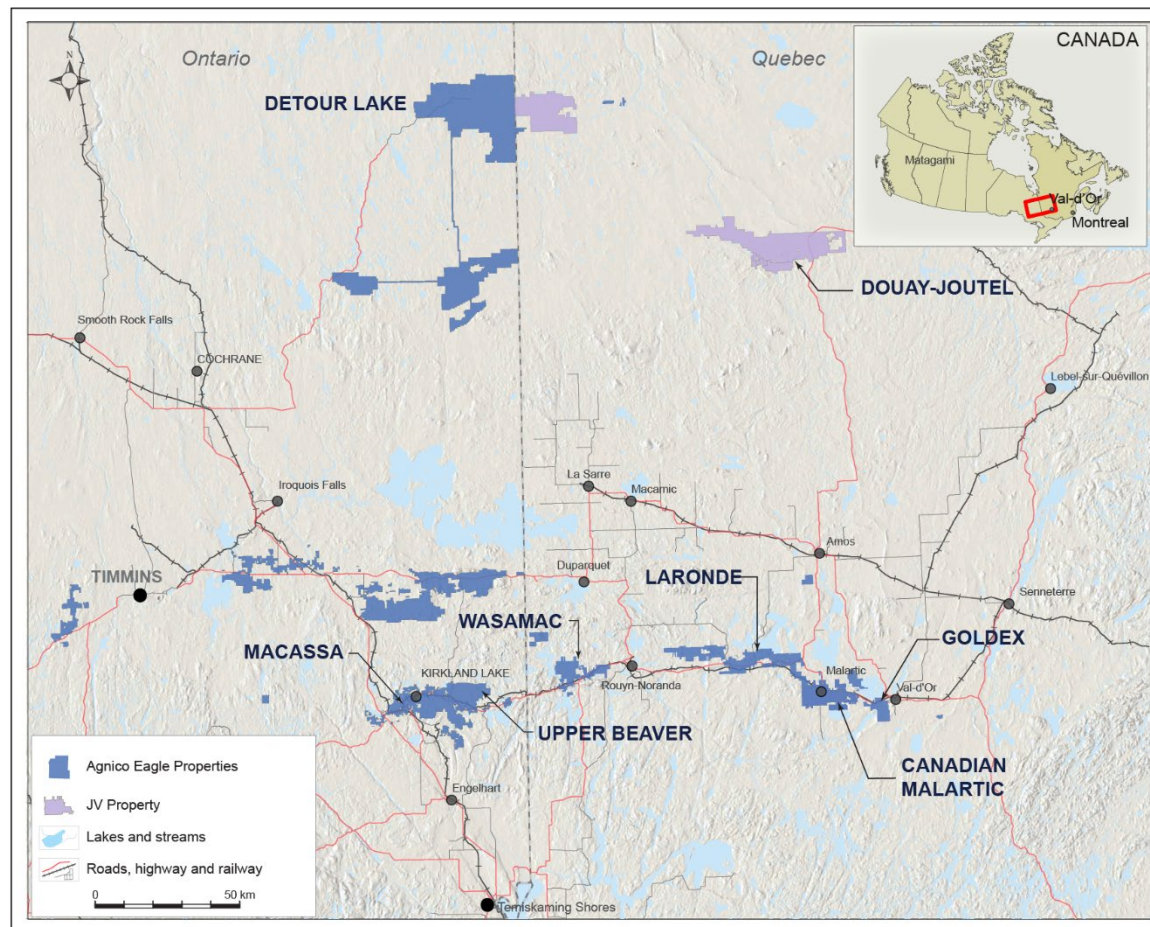 Ontario
Quebec
CANADA
Matagami
Val-d'Or
Montreal
N
DETOUR LAKE
DOUAY-JOUTEL
Smooth Rock Falls
COCHRANE
Lebel-sur-Quévillon
La Sarre
Macamic
Iroquois Falls
Amos
TIMMINS
Duparquet
LARONDE
Senneterre
WASAMAC
GOLDEX
MACASSA
KIRKLAND LAKE
Rouyn-Noranda
Malartic
Val-d'Or
UPPER BEAVER
CANADIAN
MALARTIC
Engelhart
Temiskaming Shores
Agnico Eagle Properties
JV Property
Lakes and streams
Roads, highway and railway
0
50 km